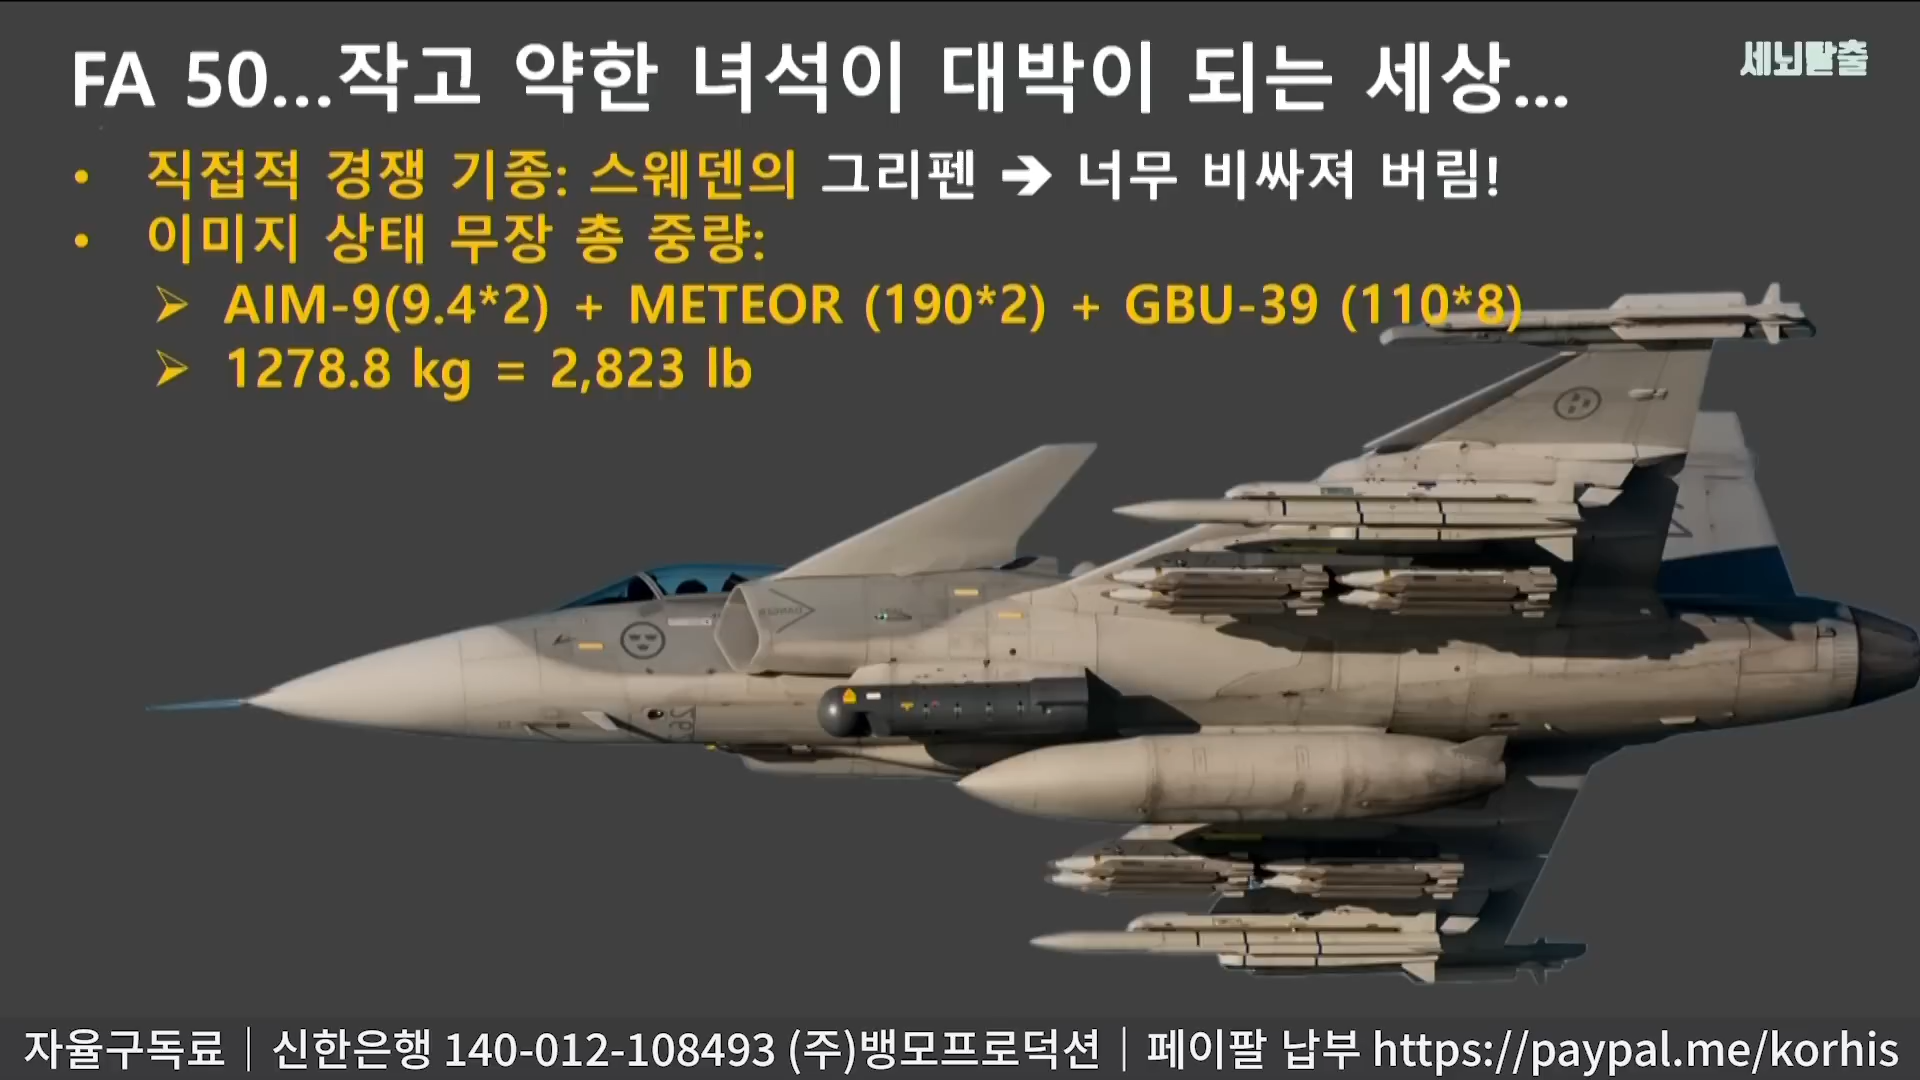 FA 50...작고 약한 녀석이 대박이 되는 세상...
세뇌탈출
• 직접적 경쟁 기종: 스웨덴의 그리펜 ➔ 너무 비싸져 버림!
• 이미지 상태 무장 총 중량:
➢ AIM-9(9.4*2) + METEOR (190*2) + GBU-39 (110*8)
➢ 1278.8 kg = 2,823 lb
자율구독료｜신한은행 140-012-108493 (주)뱅모프로덕션｜페이팔 납부 https://paypal.me/korhis